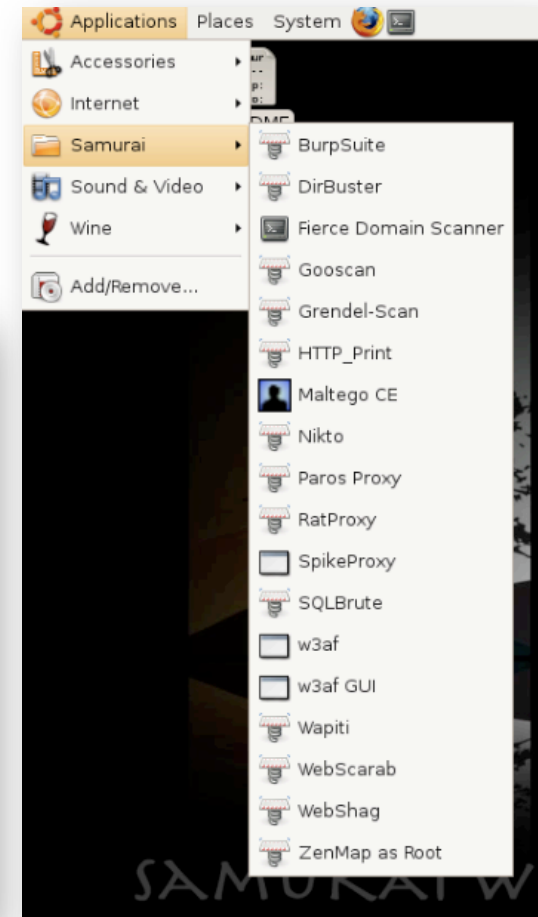 Applications Places System
Accessories
Internet
Samurai
Sound & Video
Wine
Add/Remove...
BurpSuite
DirBuster
Fierce Domain Scanner
Gooscan
Grendel-Scan
HTTP_Print
Maltego CE
Nikto
Paros Proxy
RatProxy
SpikeProxy
SQLBrute
w3af
w3af GUI
Wapiti
WebScarab
WebShag
ZenMap as Root
SAMURAI W